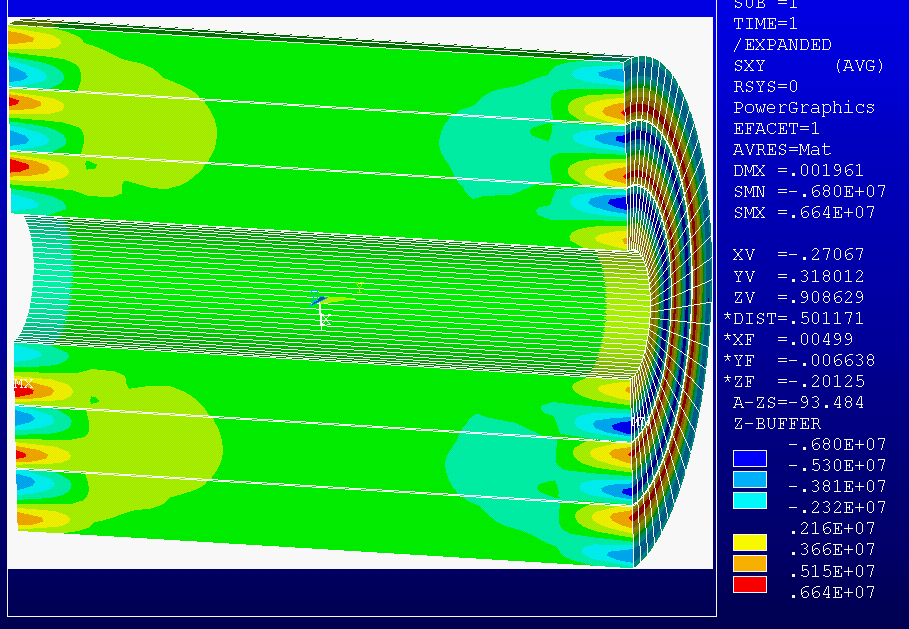 SUB =1
TIME=1
/EXPANDED
SXY (AVG)
RSYS=0
PowerGraphics
EFACET=1
AVRES=Mat
DMX =.001961
SMN =-.680E+07
SMX =.664E+07
XV =-.27067
YV =.318012
ZV =.908629
*DIST=.501171
*XF =.00499
*YF =-.006638
*ZF =-.20125
A-ZS=-93.484
Z-BUFFER
-.680E+07
-.530E+07
-.381E+07
-.232E+07
.216E+07
.366E+07
.515E+07
.664E+07
MX
X